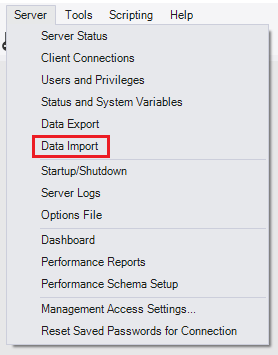 Server Tools Scripting Help
Server Status
Client Connections
Users and Privileges
Status and System Variables
Data Export
Data Import
Startup/Shutdown
Server Logs
Options File
Dashboard
Performance Reports
Performance Schema Setup
Management Access Settings...
Reset Saved Passwords for Connection